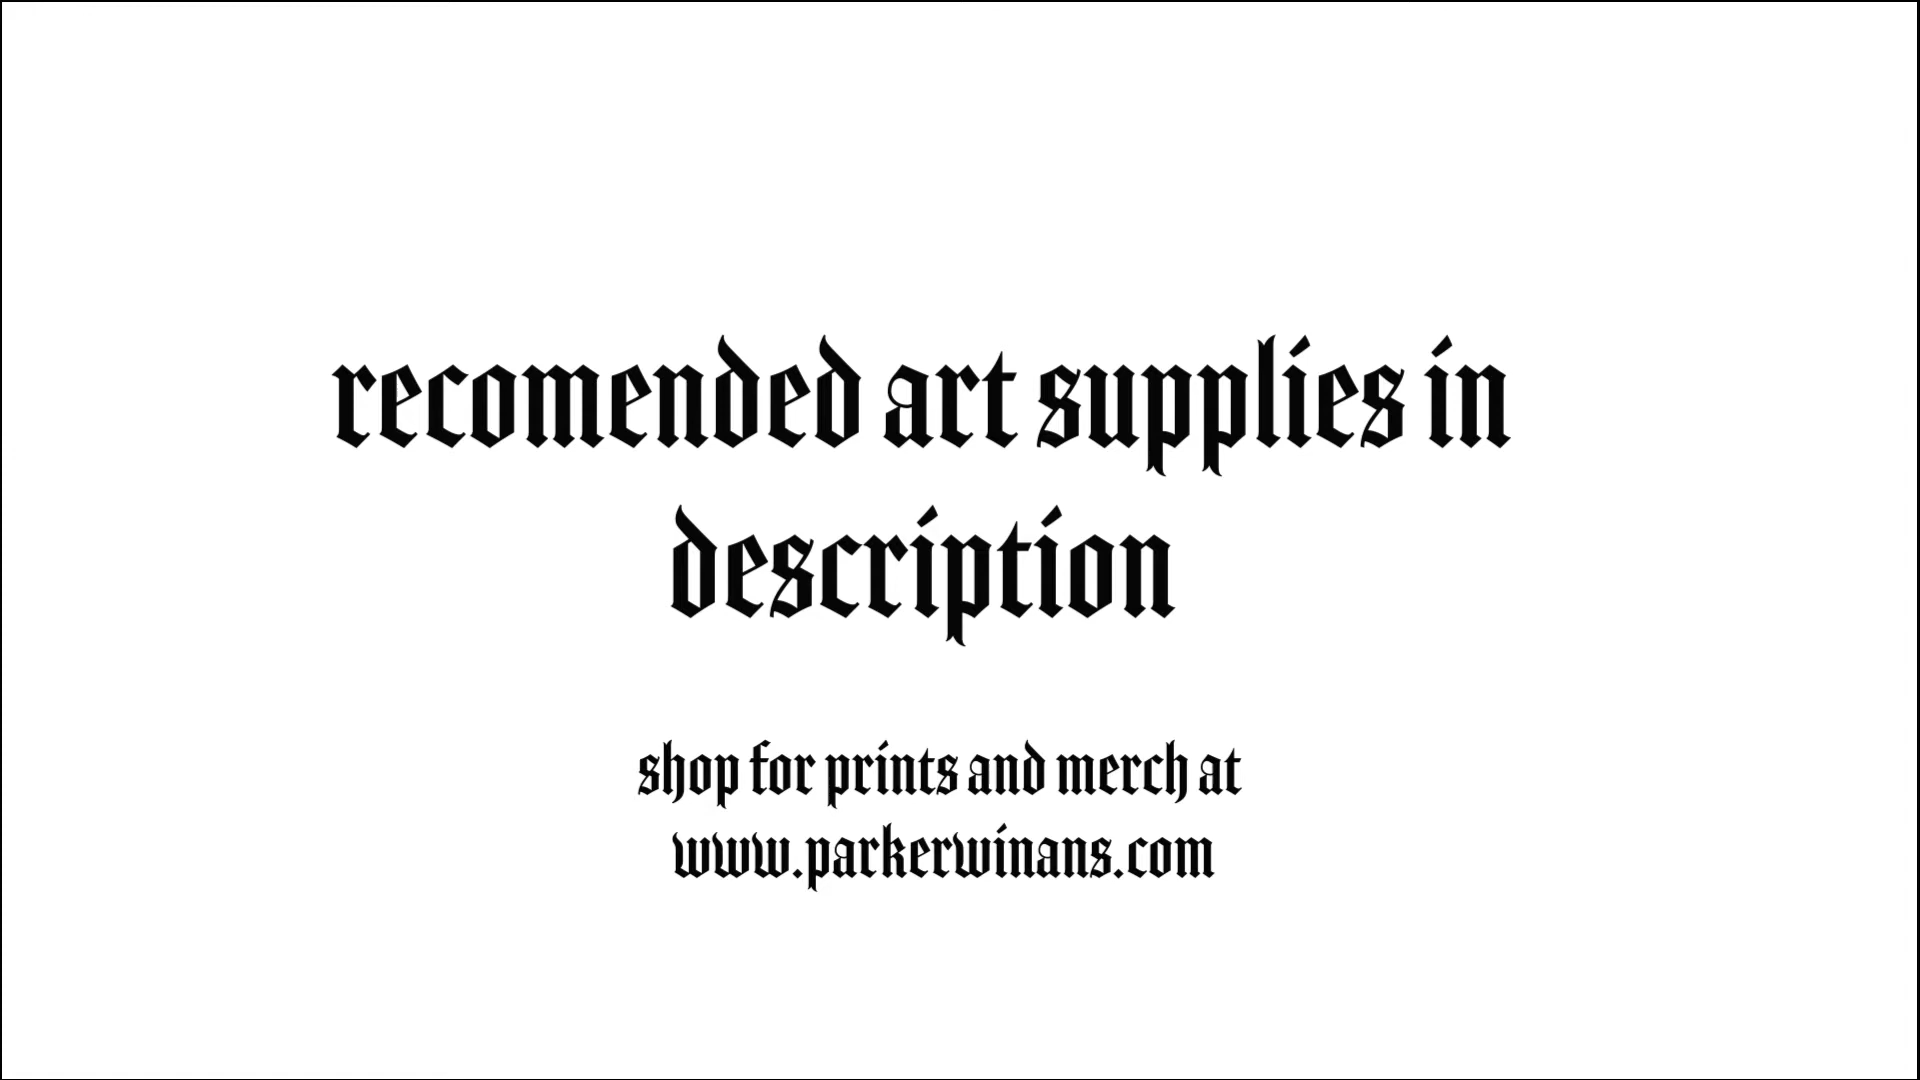 recomended art supplies in
description
shop for prints and merch at
www.parkerwinans.com